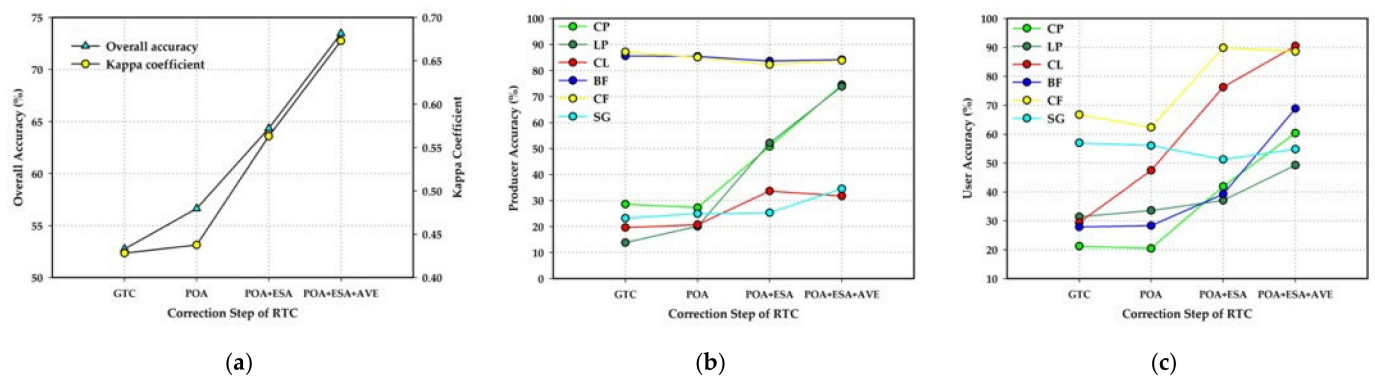 75
70
65
60
55
50
Overall Accuracy (%)
Overall accuracy
Kappa coefficient
0.70
0.65
0.60
0.55
0.50
0.45
0.40
Kappa Coefficient
GTC POA POA+ESA POA+ESA+AVE
Correction Step of RTC
(a)
100
90
80
70
60
50
40
30
20
10
0
Producer Accuracy (%)
CP
LP
CL
BF
CF
SG
GTC POA POA+ESA POA+ESA+AVE
Correction Step of RTC
(b)
100
90
80
70
60
50
40
30
20
10
User Accuracy (%)
CP
LP
CL
BF
CF
SG
GTC POA POA+ESA POA+ESA+AVE
Correction Step of RTC
(c)